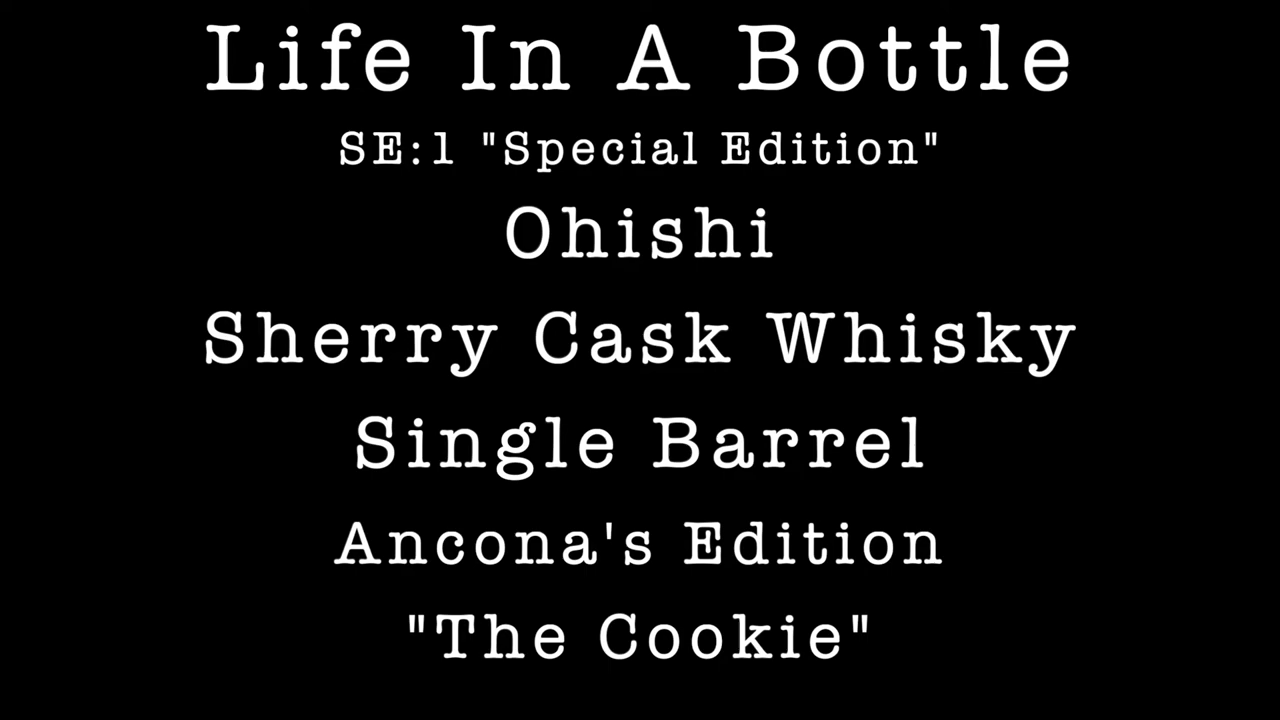 Life In A Bottle
SE:1 "Special Edition"
Ohishi
Sherry Cask Whisky
Single Barrel
Ancona's Edition
"The Cookie"